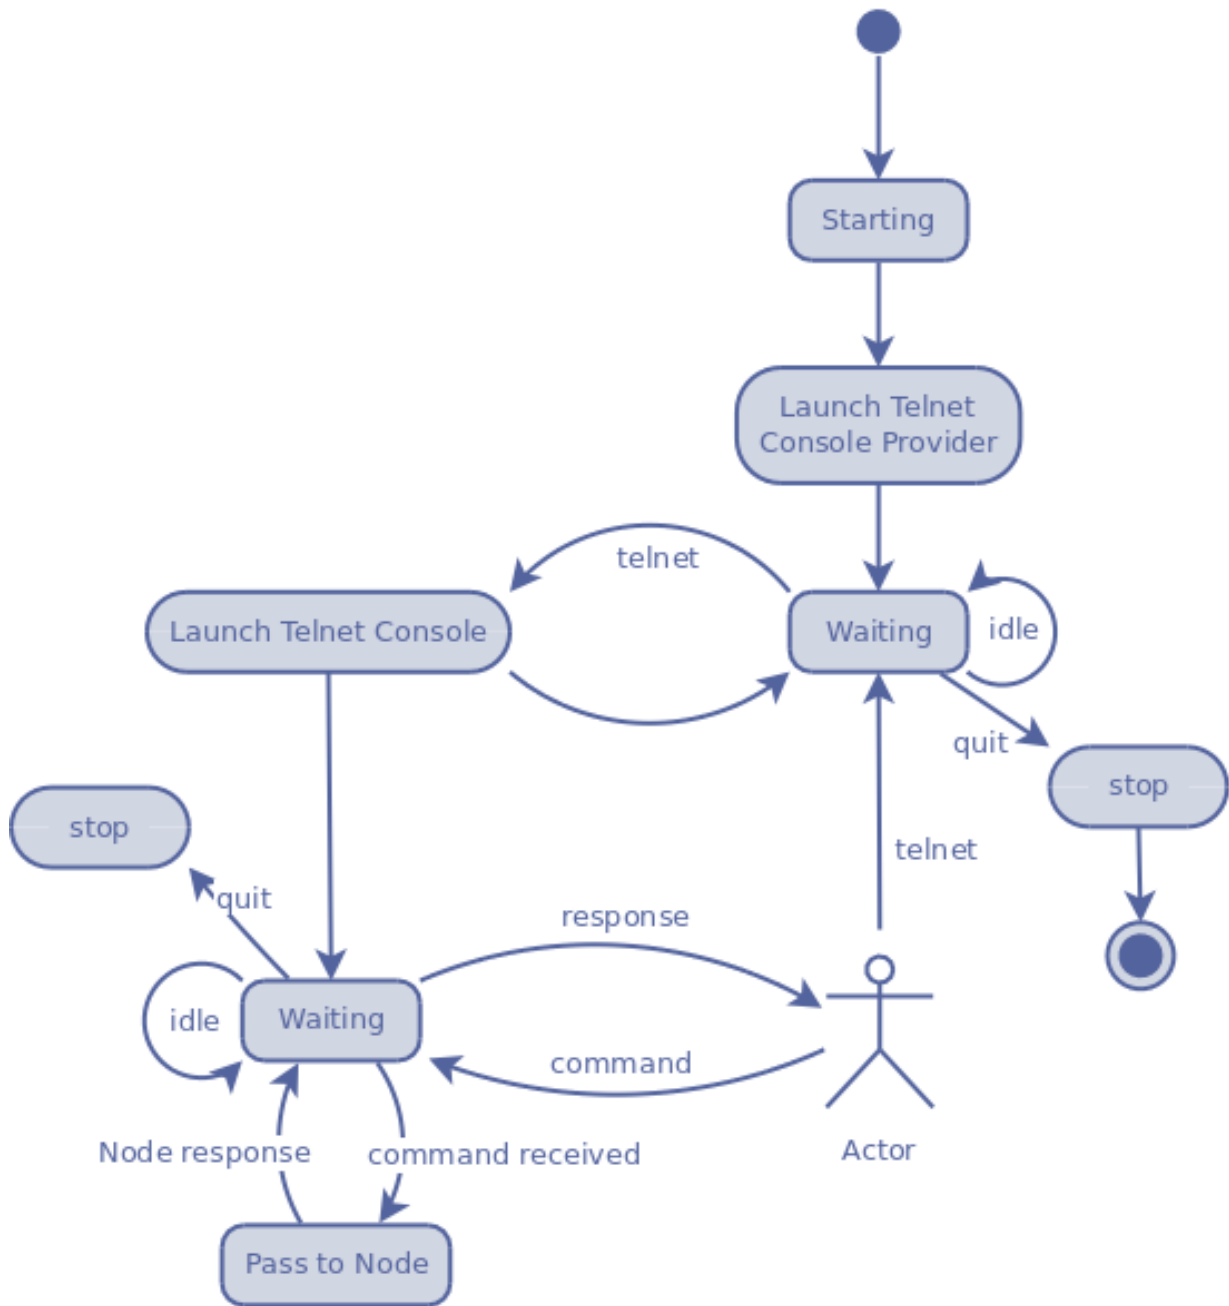 Starting
Launch Telnet
Console Provider
telnet
Launch Telnet Console
Waiting
idle
quit
stop
stop
telnet
quit
response
idle
Waiting
command
Node response
command received
Actor
Pass to Node